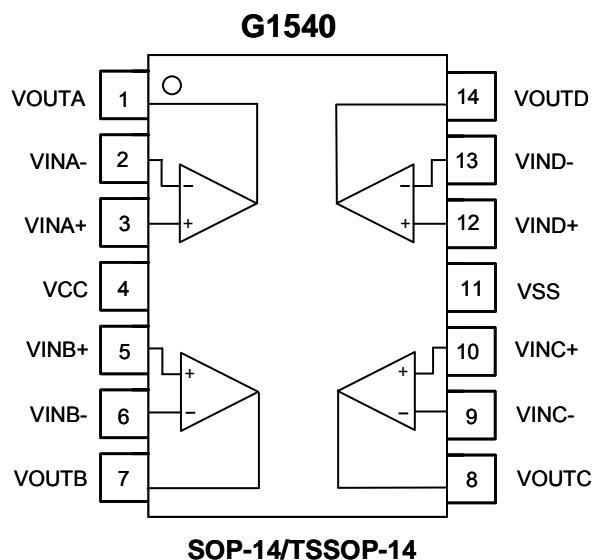 G1540
VOUTA 1 14 VOUTD
VINA- 2 − − 13 VIND-
VINA+ 3 + + 12 VIND+
VCC 4 11 VSS
VINB+ 5 + + 10 VINC+
VINB- 6 − − 9 VINC-
VOUTB 7 8 VOUTC
SOP-14/TSSOP-14